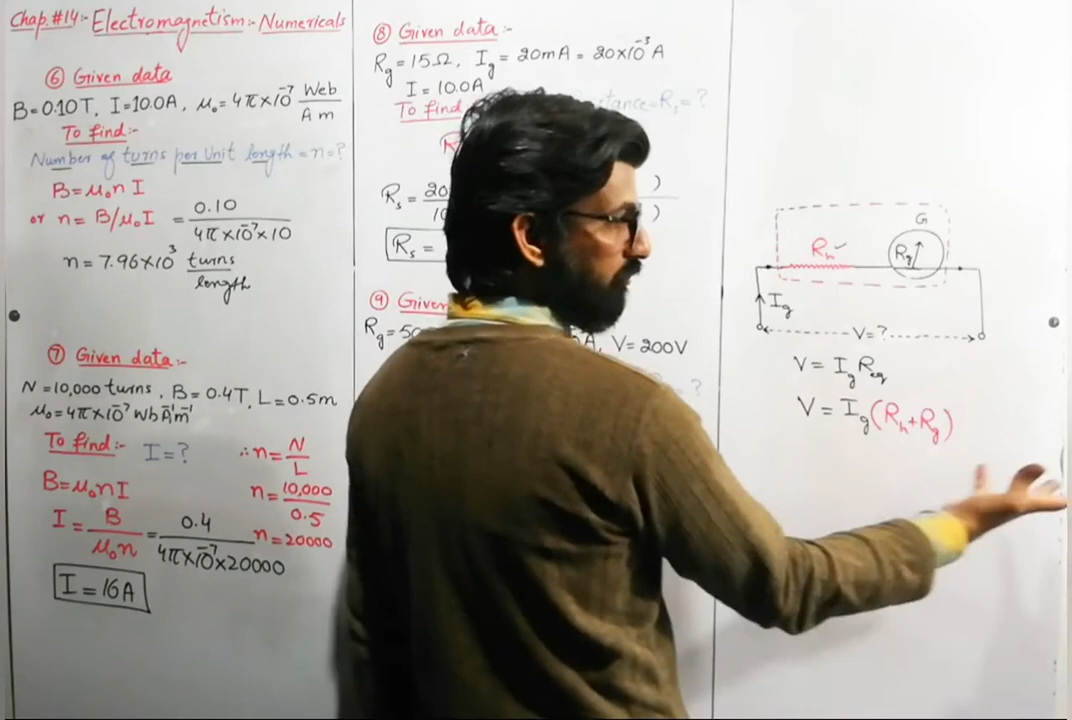 Chap.#14:- Electromagnetism:- Numericals
⑥ Given data
B=0.10T, I=10.0A, μ₀=4π×10⁻⁷ Web/Am
To find:-
Number of turns per Unit length = n=?
B=μ₀nI
or n= B/μ₀I = 0.10/4π×10⁻⁷×10
n=7.96×10³ turns/length
⑦ Given data:-
N=10,000 turns, B=0.4T, L=0.5m
μ₀=4π×10⁻⁷ WbA⁻¹m⁻¹
To find:- I=? ∴n=N/L
B=μ₀nI n=10,000/0.5
I=B/μ₀n=0.4/4π×10⁻⁷×20000 n=20000
I=16A
⑧ Given data:-
Rg=15Ω, Ig=20mA=20×10⁻³A
I=10.0A
To find Rs=?
Rs=
Rs=
⑨ Given
Rg= A, V=200V
= ?
G
Rh✓ Rg
Ig
V=?
V=IgReq
V=Ig(Rh+Rg)